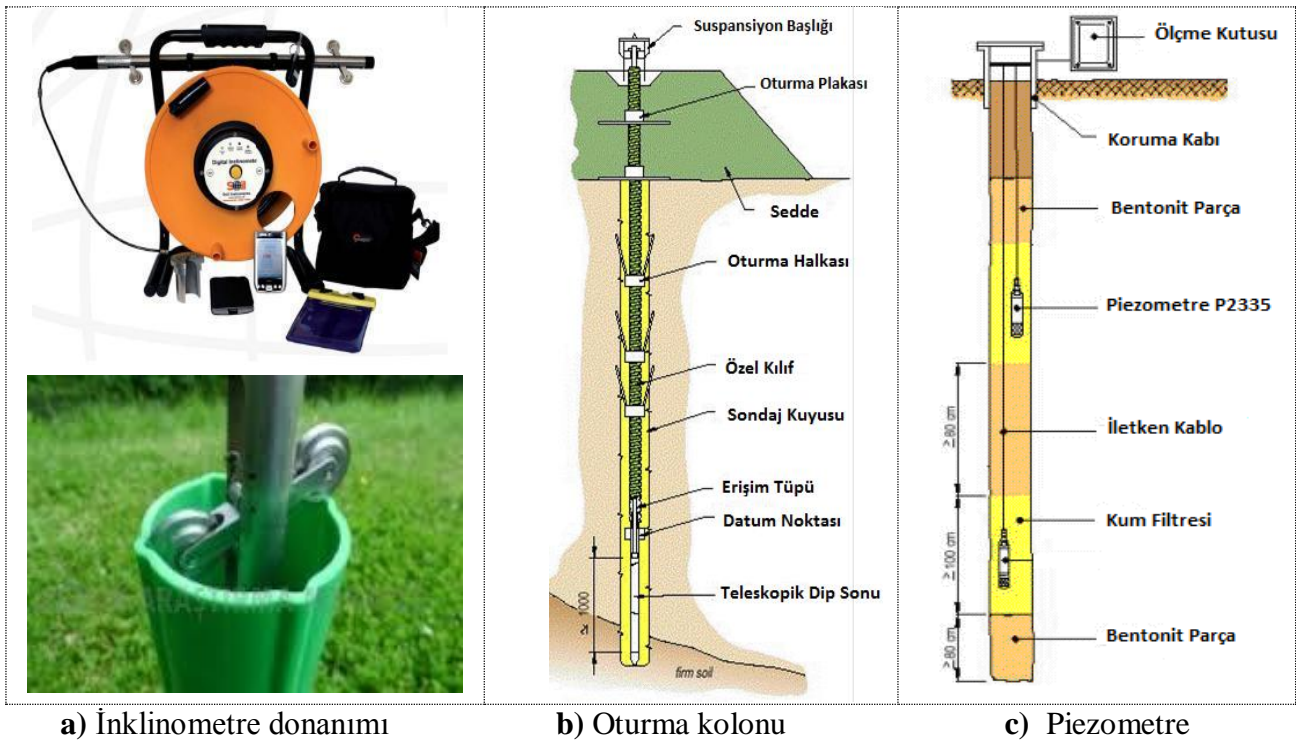 Digital Inclinometer
Suspansiyon Başlığı
Oturma Plakası
Sedde
Oturma Halkası
Özel Kılıf
Sondaj Kuyusu
Erişim Tüpü
Datum Noktası
≥ 1000
Teleskopik Dip Sonu
firm soil
Ölçme Kutusu
Koruma Kabı
Bentonit Parça
Piezometre P2335
≥80 cm
İletken Kablo
Kum Filtresi
≥100 cm
Bentonit Parça
≥80 cm
a) İnklinometre donanımı
b) Oturma kolonu
c) Piezometre